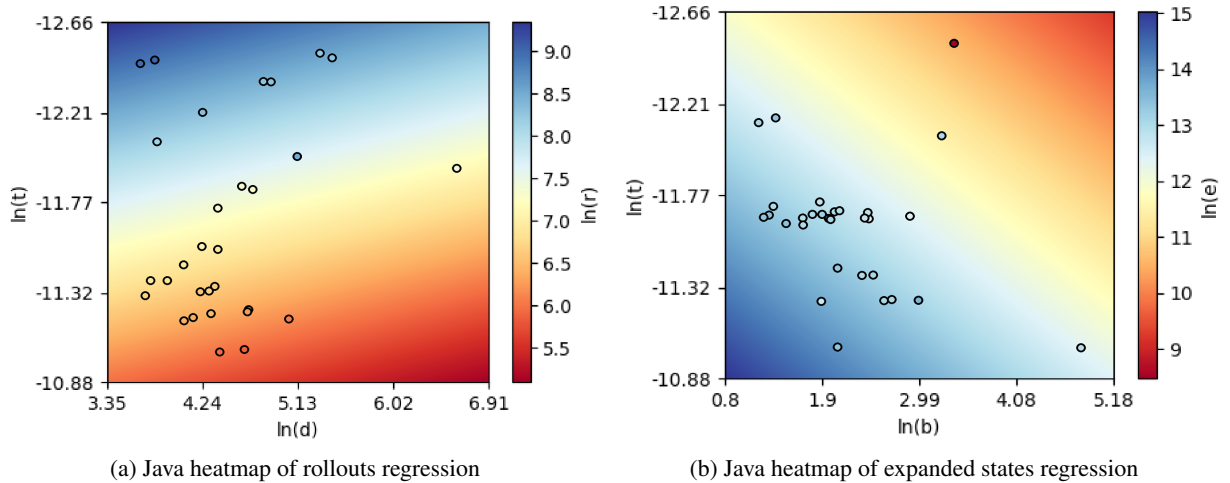 -12.66
-12.21
-11.77
-11.32
-10.88
ln(t)
3.35 4.24 5.13 6.02 6.91
ln(d)
9.0
8.5
8.0
7.5
7.0
6.5
6.0
5.5
ln(r)
(a) Java heatmap of rollouts regression
-12.66
-12.21
-11.77
-11.32
-10.88
ln(t)
0.8 1.9 2.99 4.08 5.18
ln(b)
15
14
13
12
11
10
9
ln(e)
(b) Java heatmap of expanded states regression